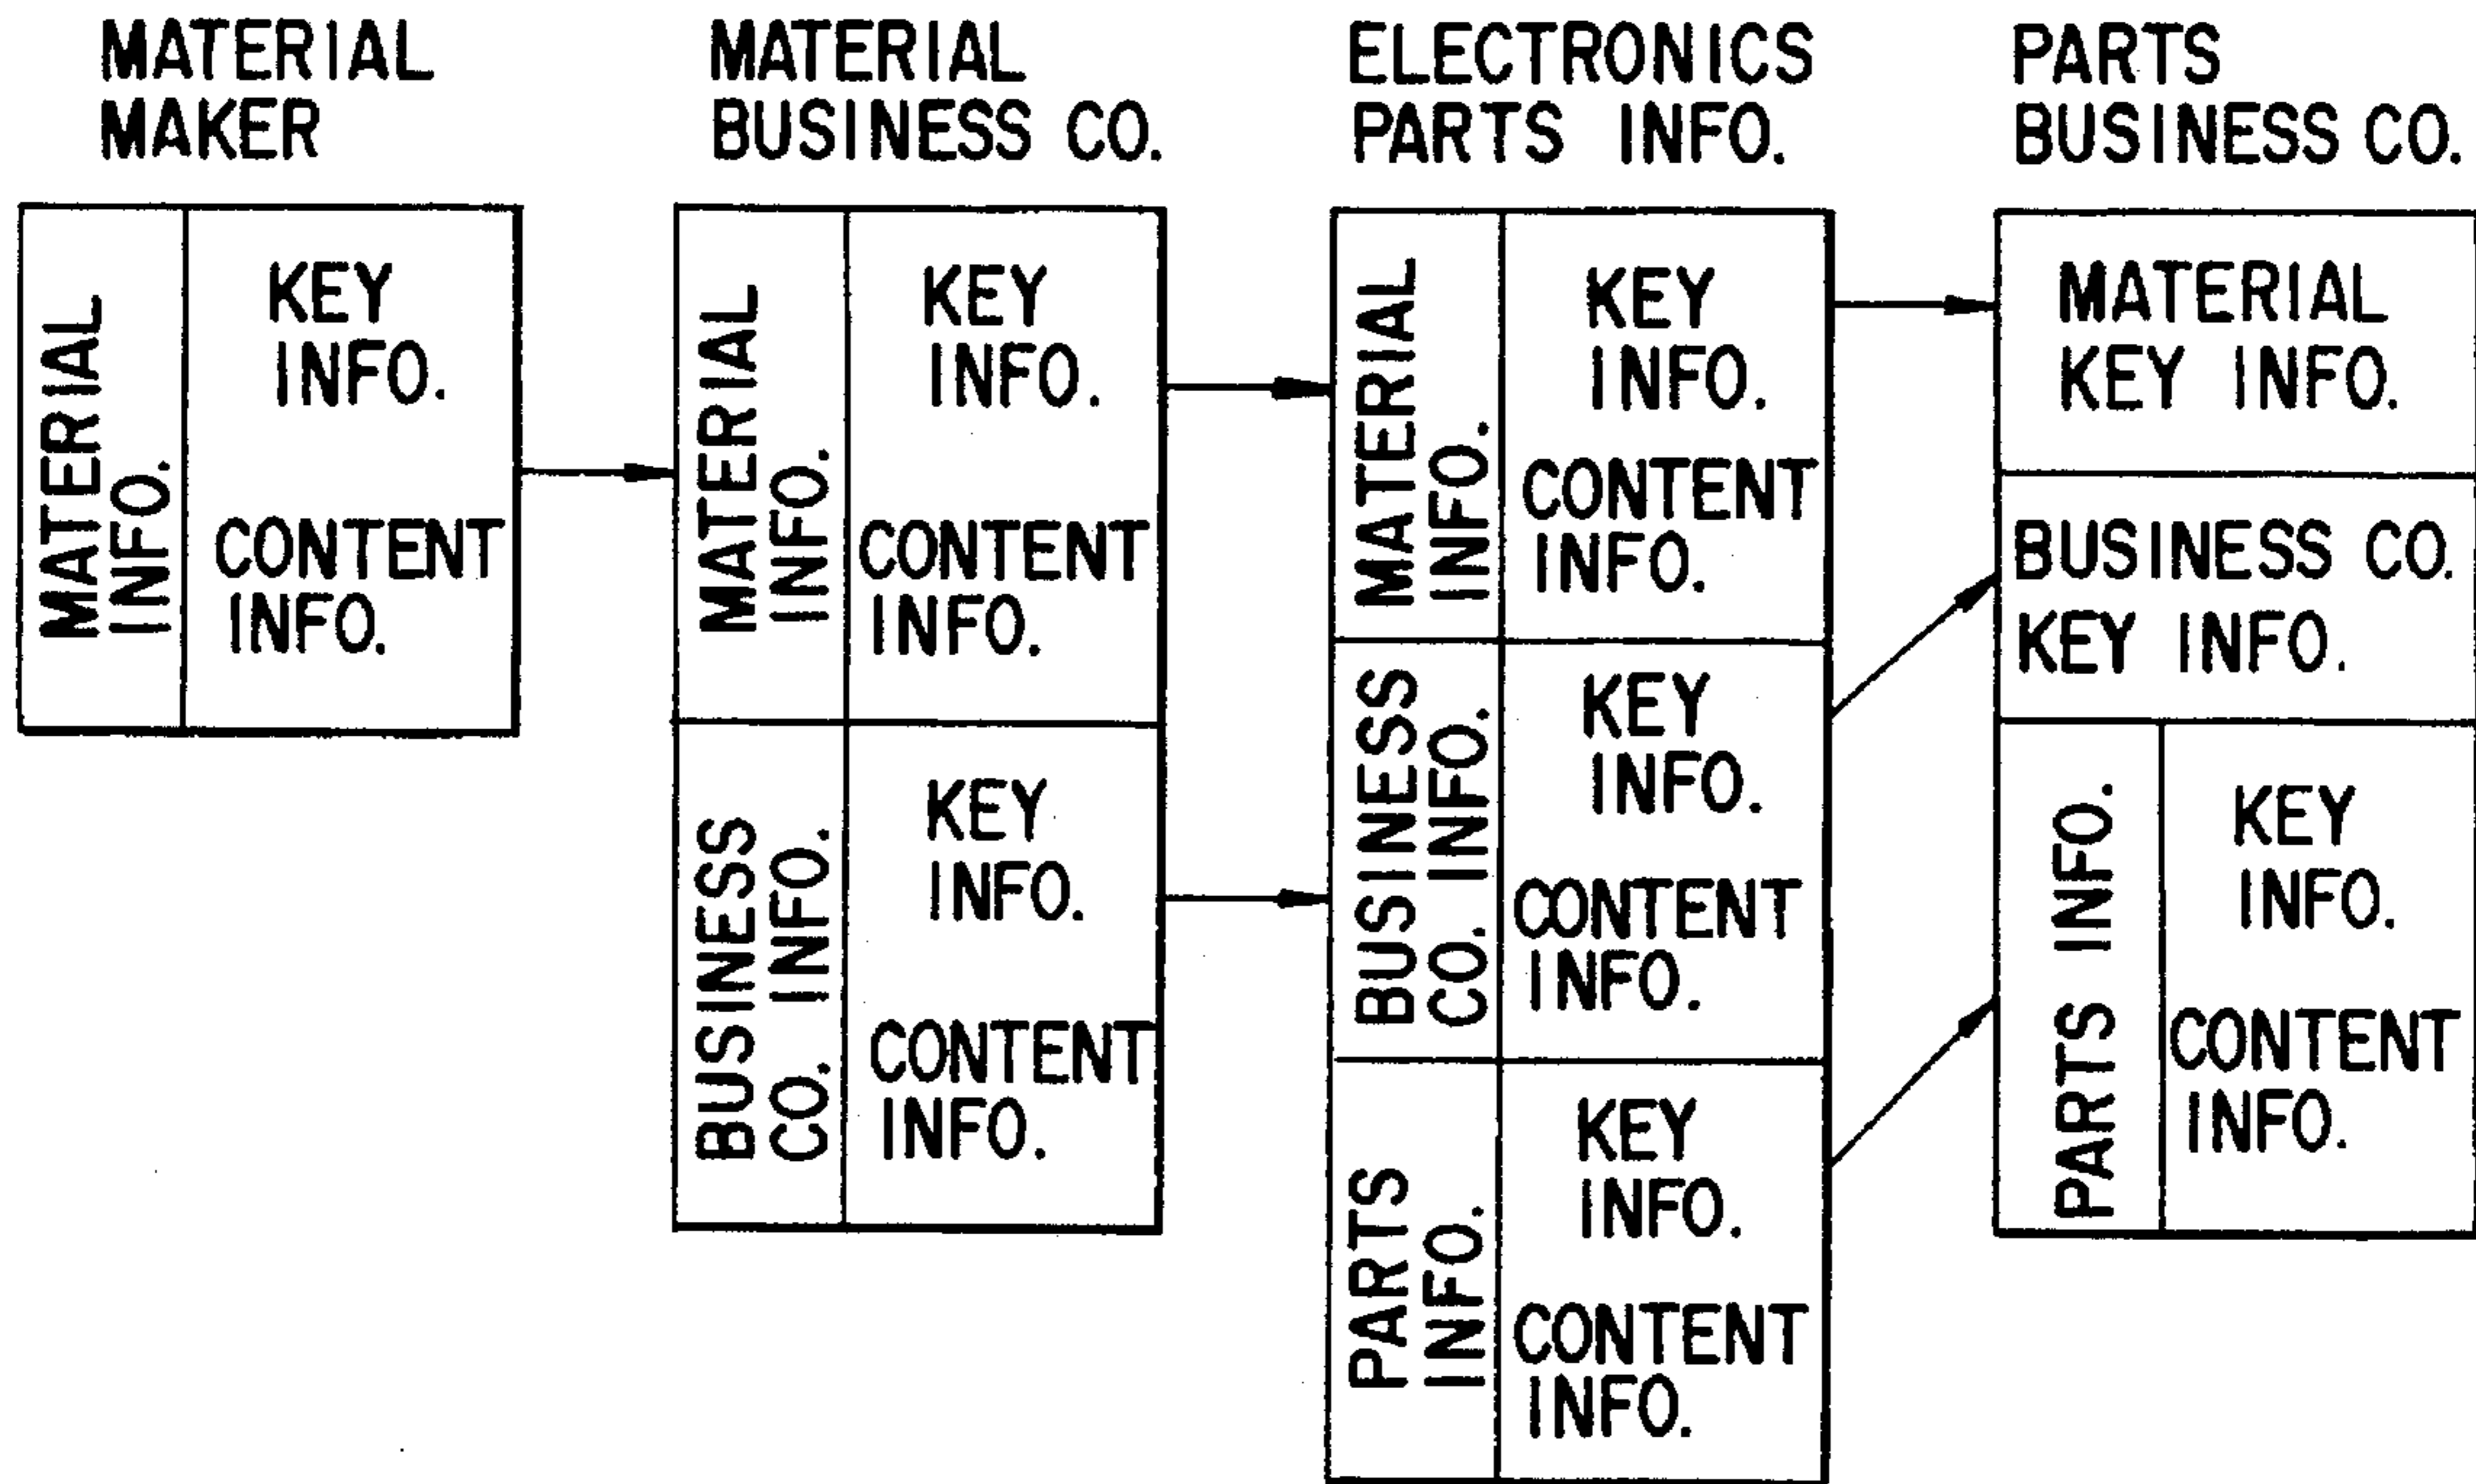 MATERIAL
MAKER
MATERIAL
INFO.
KEY
INFO.
CONTENT
INFO.
MATERIAL
BUSINESS CO.
MATERIAL
INFO.
KEY
INFO.
CONTENT
INFO.
BUSINESS
CO. INFO.
KEY
INFO.
CONTENT
INFO.
ELECTRONICS
PARTS INFO.
MATERIAL
INFO.
KEY
INFO.
CONTENT
INFO.
BUSINESS
CO. INFO.
KEY
INFO.
CONTENT
INFO.
PARTS
INFO.
KEY
INFO.
CONTENT
INFO.
PARTS
BUSINESS CO.
MATERIAL
KEY INFO.
BUSINESS CO.
KEY INFO.
PARTS INFO.
KEY
INFO.
CONTENT
INFO.